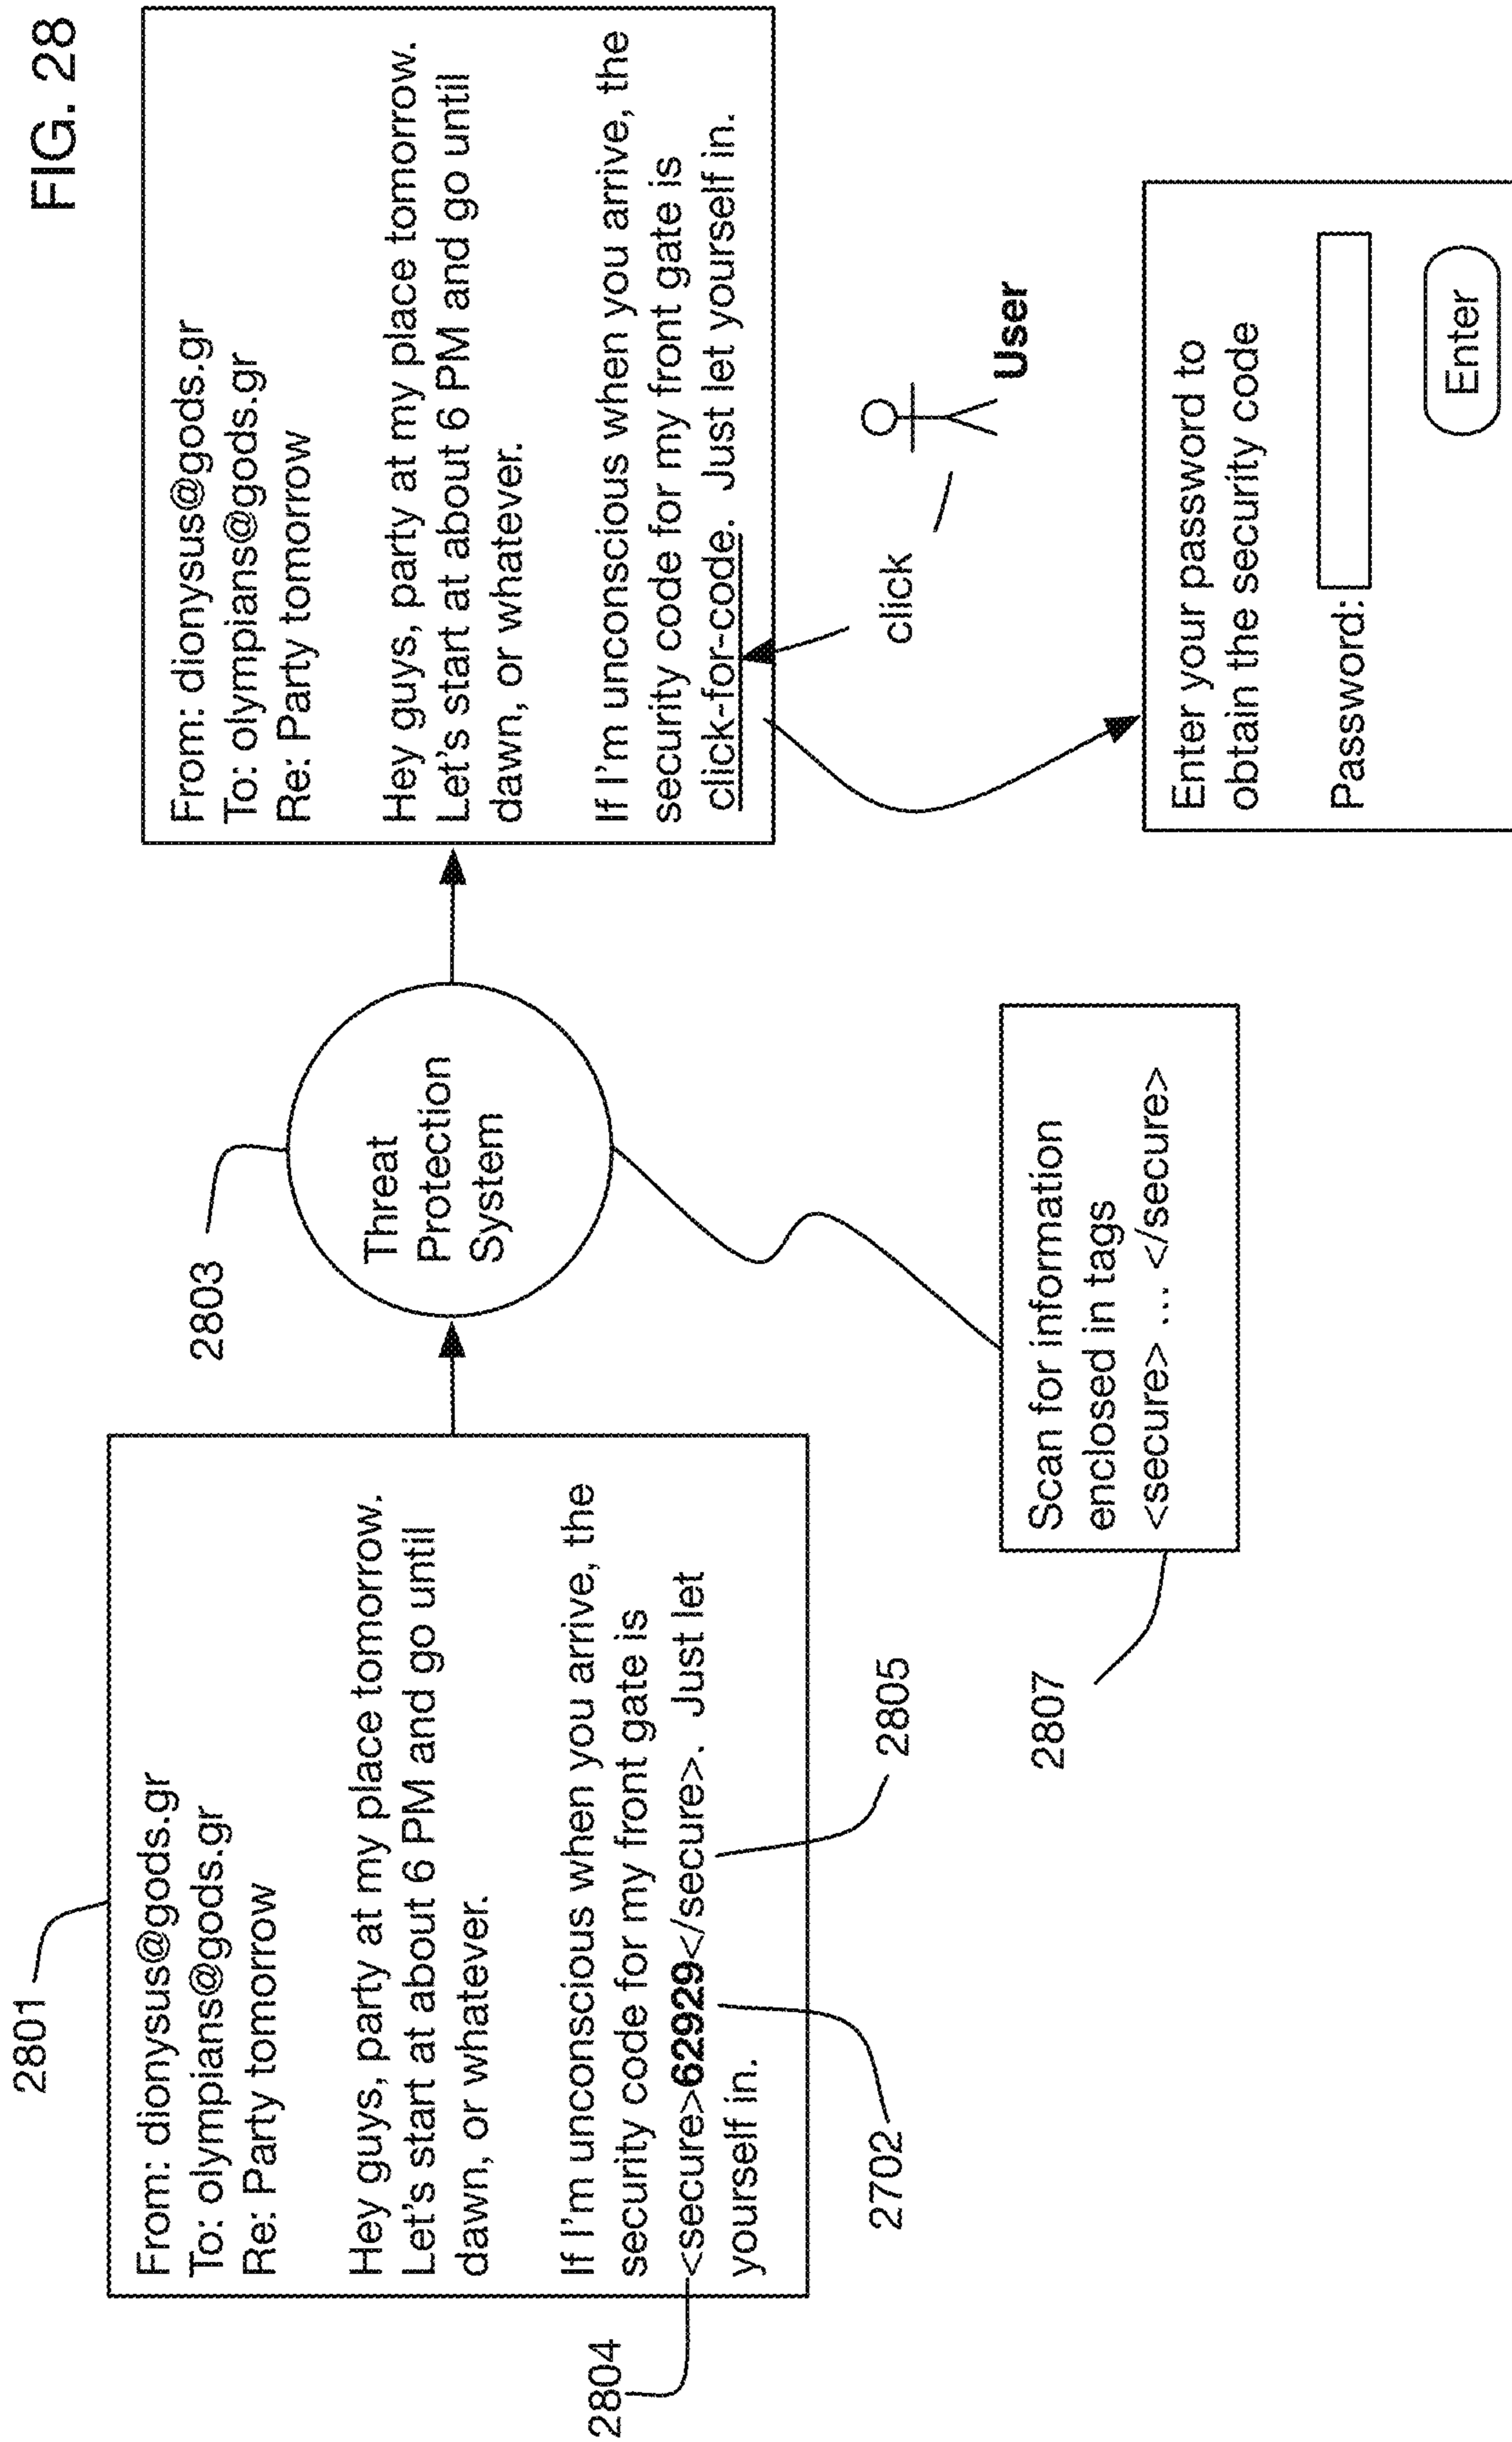 FIG. 28
2801
From: dionysus@gods.gr
To: olympians@gods.gr
Re: Party tomorrow
Hey guys, party at my place tomorrow.
Let's start at about 6 PM and go until
dawn, or whatever.
If I'm unconscious when you arrive, the
security code for my front gate is
<secure>62929</secure>. Just let
yourself in.
2804
2702
2805
2803
Threat
Protection
System
2807
Scan for information
enclosed in tags
<secure> ... </secure>
From: dionysus@gods.gr
To: olympians@gods.gr
Re: Party tomorrow
Hey guys, party at my place tomorrow.
Let's start at about 6 PM and go until
dawn, or whatever.
If I'm unconscious when you arrive, the
security code for my front gate is
click-for-code. Just let yourself in.
click
User
Enter your password to
obtain the security code
Password:
Enter